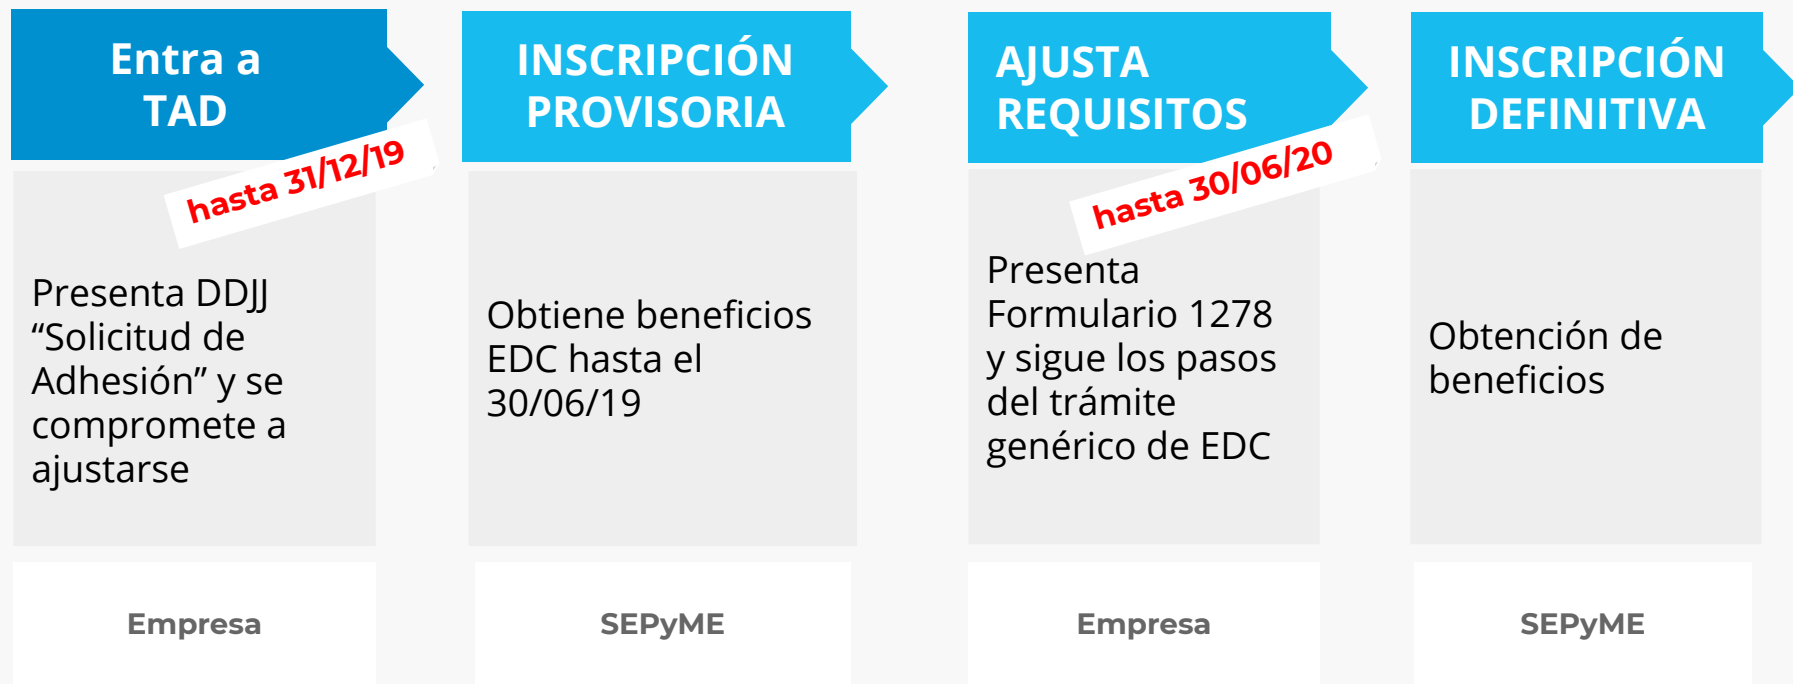 Entra a
TAD
hasta 31/12/19
Presenta DDJJ
“Solicitud de
Adhesión” y se
compromete a
ajustarse
Empresa
INSCRIPCIÓN
PROVISORIA
Obtiene beneficios
EDC hasta el
30/06/19
SEPyME
AJUSTA
REQUISITOS
hasta 30/06/20
Presenta
Formulario 1278
y sigue los pasos
del trámite
genérico de EDC
Empresa
INSCRIPCIÓN
DEFINITIVA
Obtención de
beneficios
SEPyME